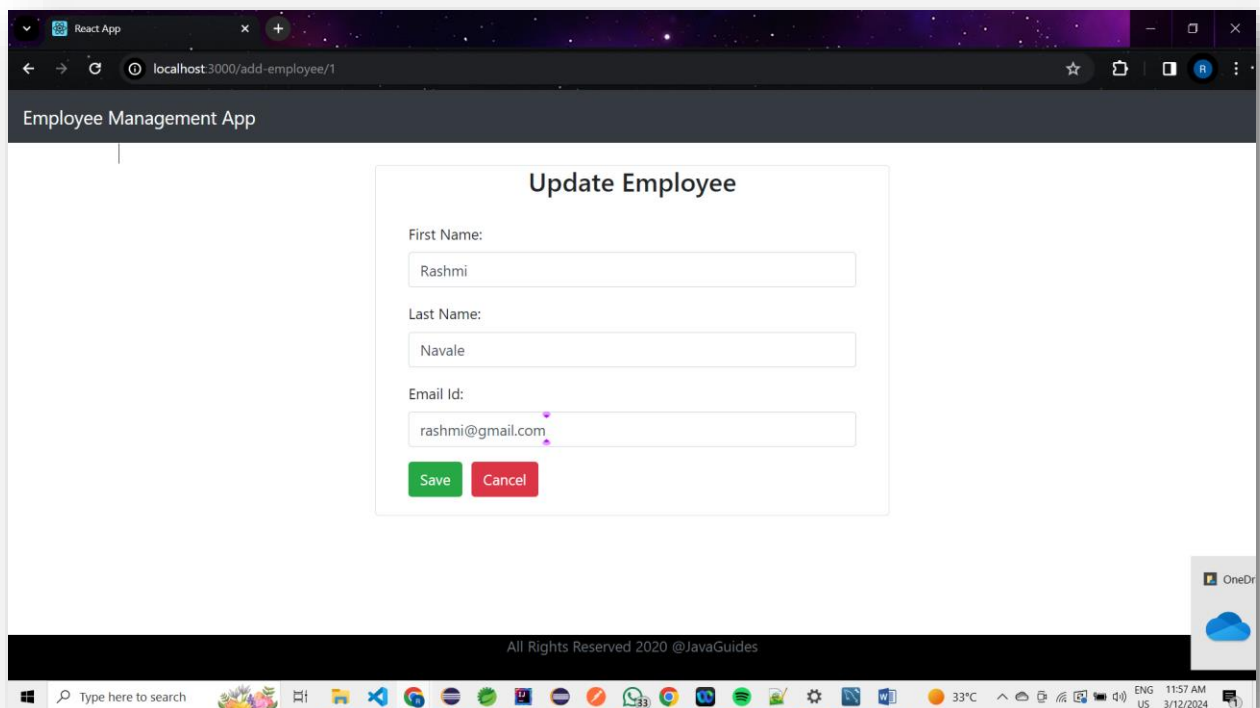 React App
localhost:3000/add-employee/1
R
Employee Management App
Update Employee
First Name:
Rashmi
Last Name:
Navale
Email Id:
rashmi@gmail.com
Save Cancel
OneDr
All Rights Reserved 2020 @JavaGuides
Type here to search
33
33°C
ENG 11:57 AM
US 3/12/2024
1